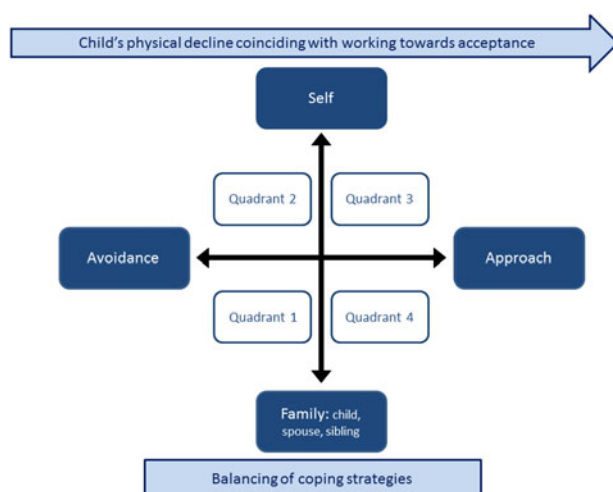 Child's physical decline coinciding with working towards acceptance
Self
Quadrant 2
Quadrant 3
Avoidance
Approach
Quadrant 1
Quadrant 4
Family: child,
spouse, sibling
Balancing of coping strategies